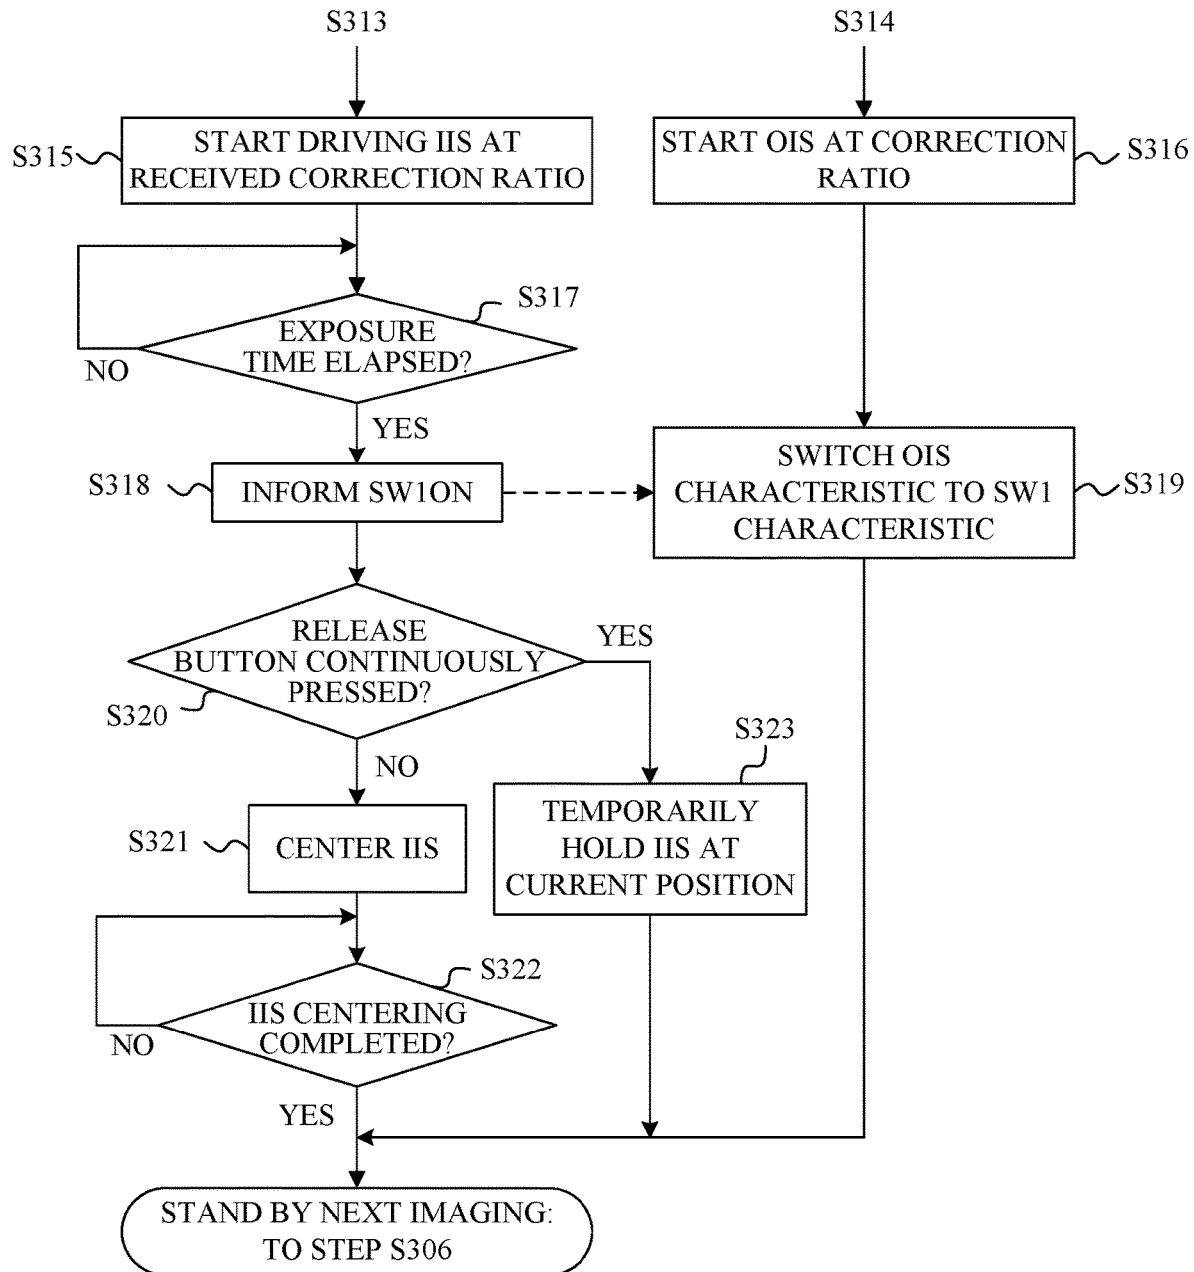 S313
S314
S315
START DRIVING IIS AT
RECEIVED CORRECTION RATIO
START OIS AT CORRECTION
RATIO
S316
S317
EXPOSURE
TIME ELAPSED?
NO
YES
S318
INFORM SW1ON
SWITCH OIS
CHARACTERISTIC TO SW1
CHARACTERISTIC
S319
RELEASE
BUTTON CONTINUOUSLY
PRESSED?
YES
S320
NO
S323
S321
CENTER IIS
TEMPORARILY
HOLD IIS AT
CURRENT POSITION
S322
IIS CENTERING
COMPLETED?
NO
YES
STAND BY NEXT IMAGING:
TO STEP S306